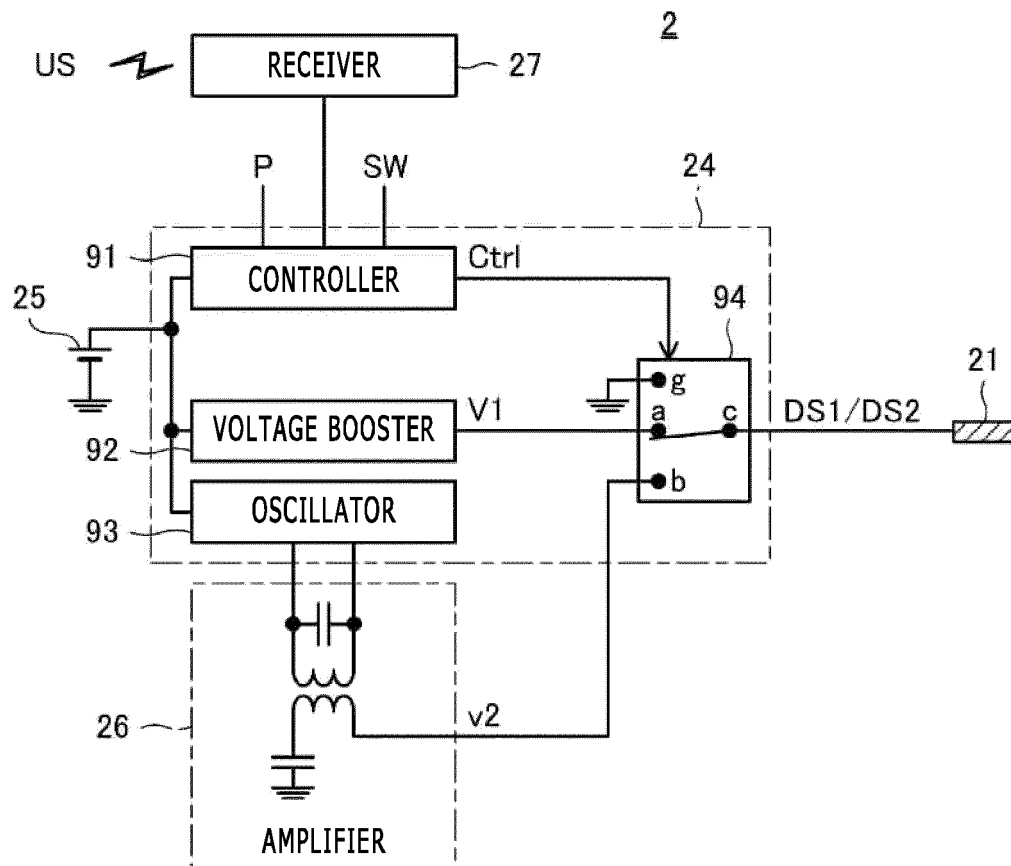 2
US
RECEIVER
27
P
SW
24
91
CONTROLLER
Ctrl
25
94
g
21
VOLTAGE BOOSTER
V1
a
c
DS1/DS2
92
b
OSCILLATOR
93
26
v2
AMPLIFIER